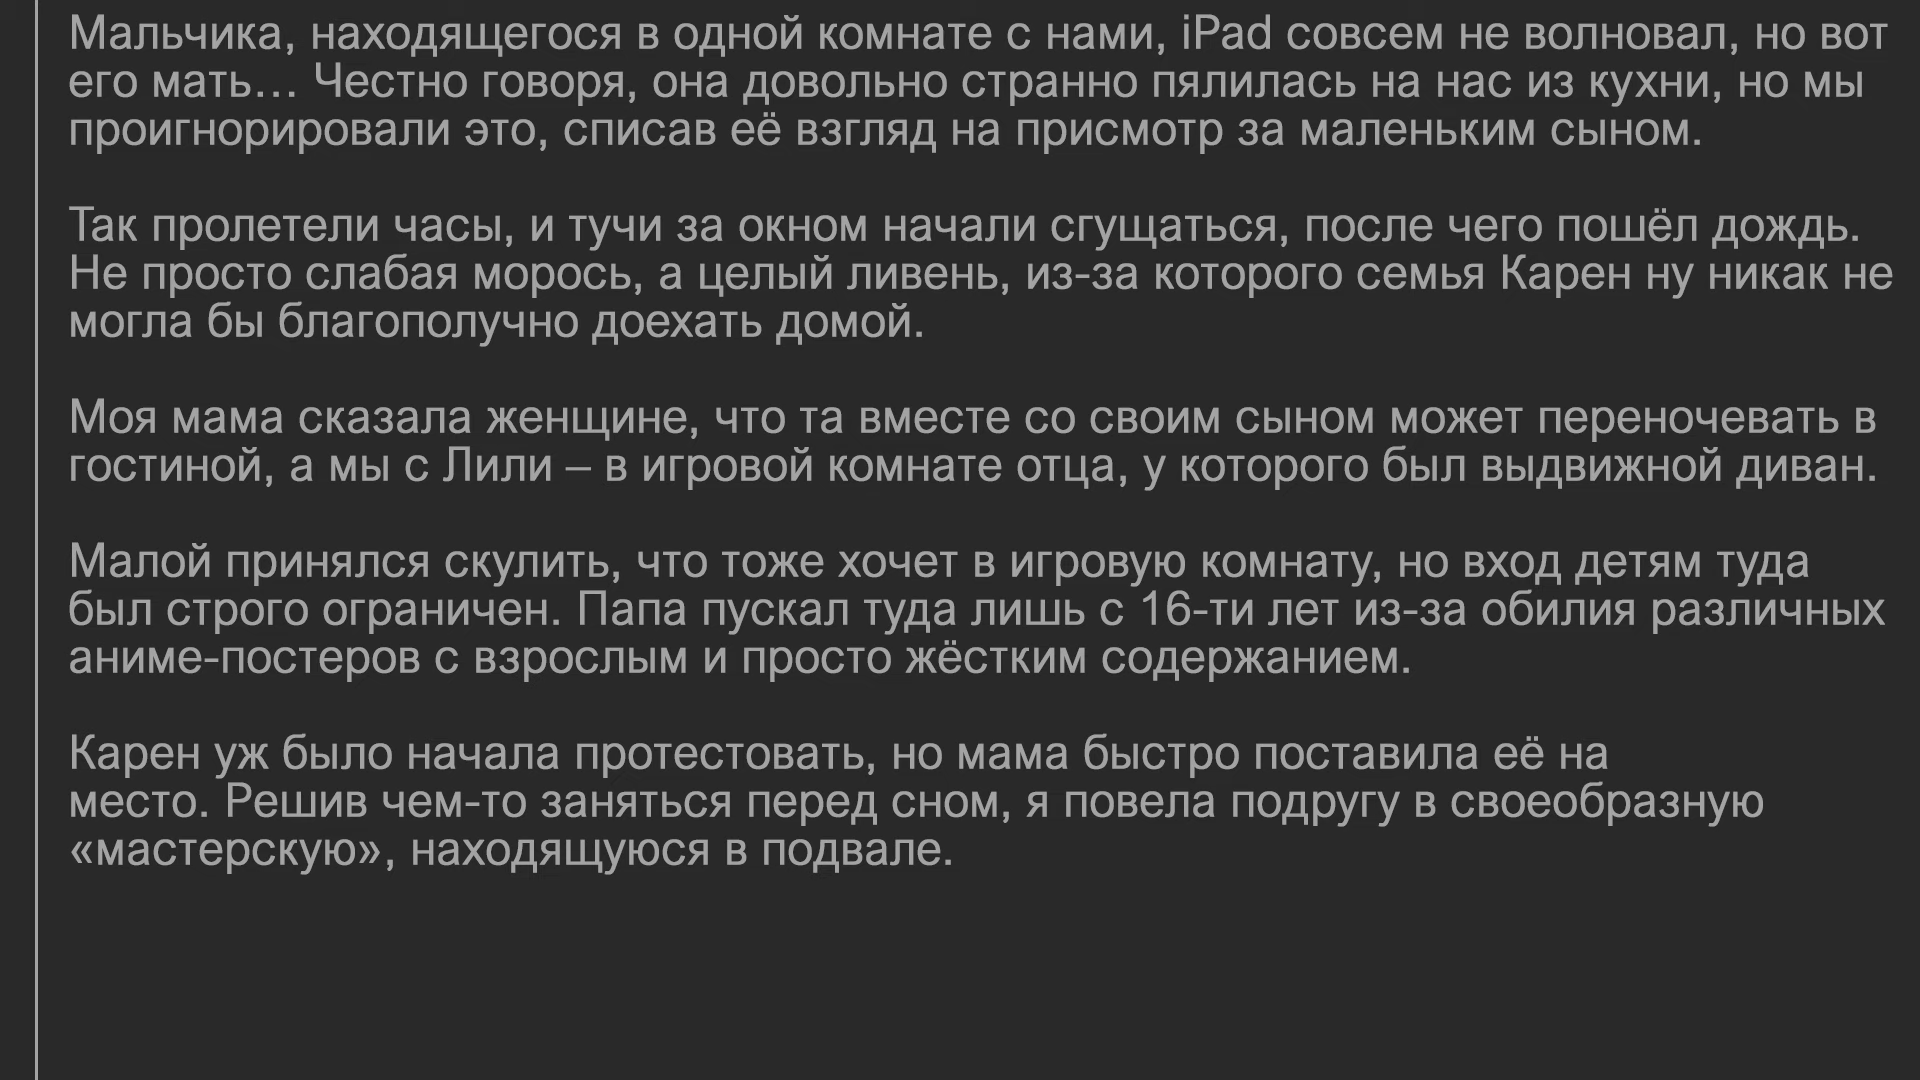 Мальчика, находящегося в одной комнате с нами, iPad совсем не волновал, но вот
его мать… Честно говоря, она довольно странно пялилась на нас из кухни, но мы
проигнорировали это, списав её взгляд на присмотр за маленьким сыном.
Так пролетели часы, и тучи за окном начали сгущаться, после чего пошёл дождь.
Не просто слабая морось, а целый ливень, из-за которого семья Карен ну никак не
могла бы благополучно доехать домой.
Моя мама сказала женщине, что та вместе со своим сыном может переночевать в
гостиной, а мы с Лили – в игровой комнате отца, у которого был выдвижной диван.
Малой принялся скулить, что тоже хочет в игровую комнату, но вход детям туда
был строго ограничен. Папа пускал туда лишь с 16-ти лет из-за обилия различных
аниме-постеров с взрослым и просто жёстким содержанием.
Карен уж было начала протестовать, но мама быстро поставила её на
место. Решив чем-то заняться перед сном, я повела подругу в своеобразную
«мастерскую», находящуюся в подвале.